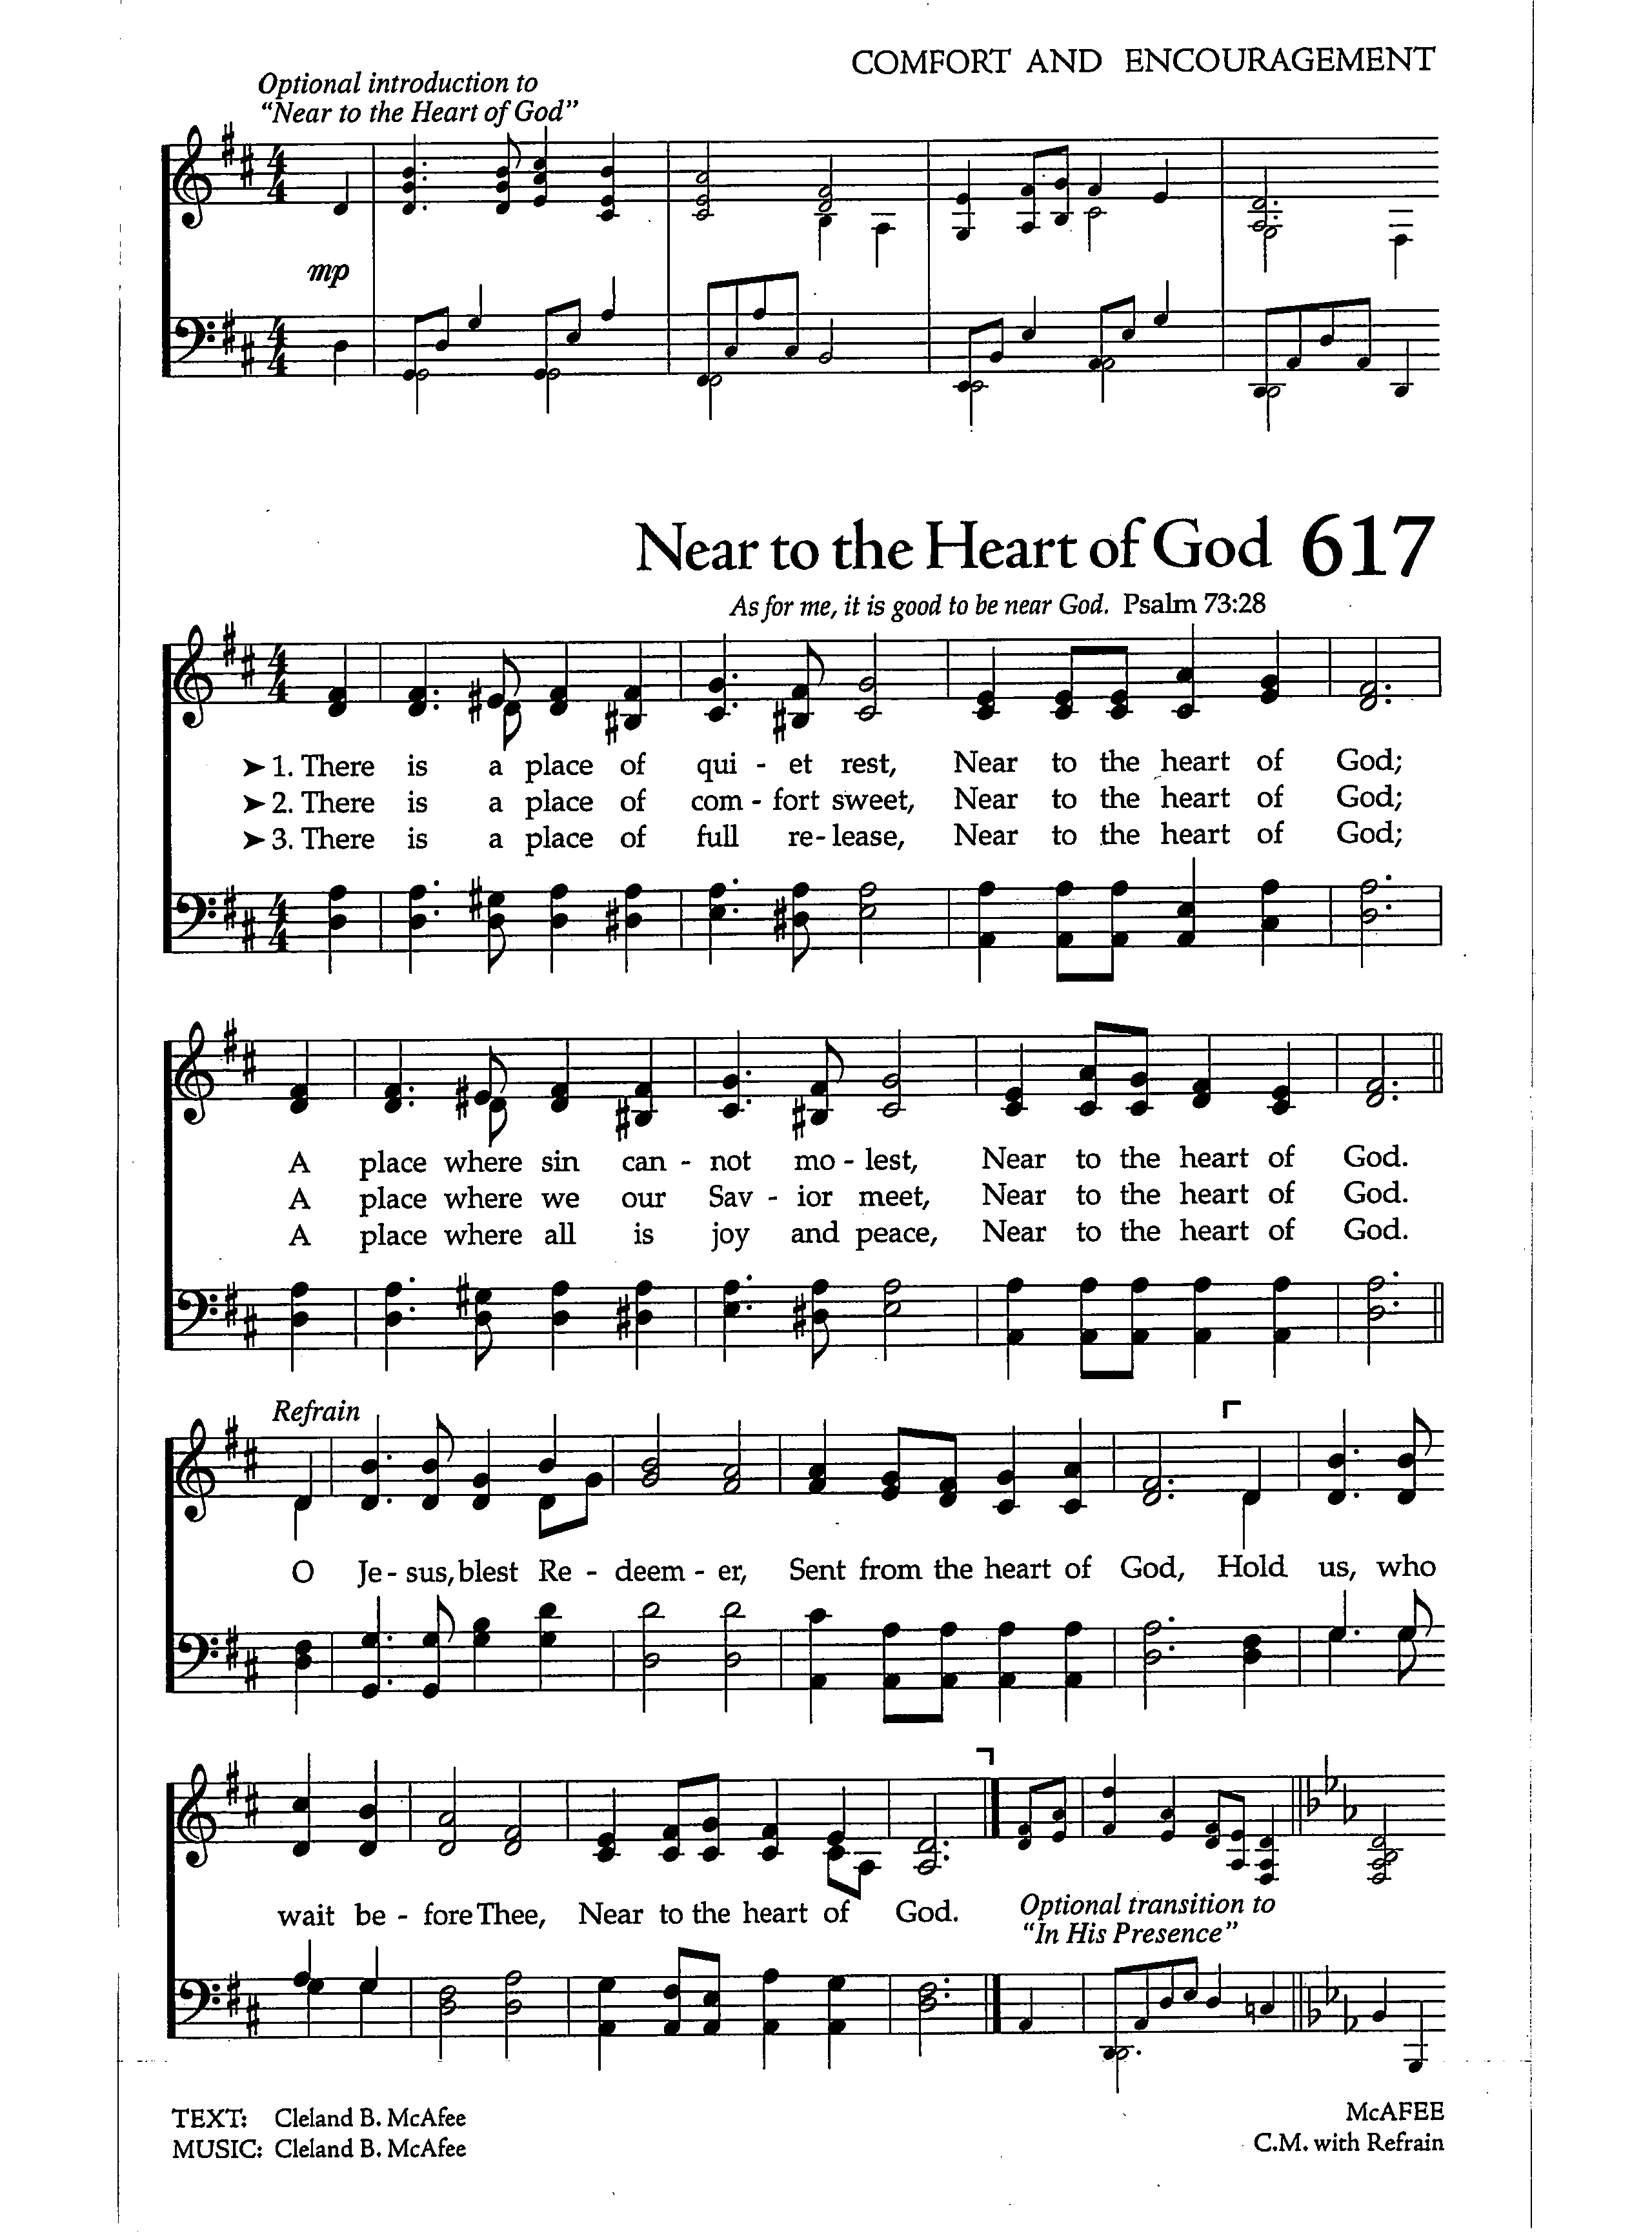 COMFORT AND ENCOURAGEMENT
Optional introduction to
“Near to the Heart of God”
4
4
mp
4
4
Near to the Heart of God 617
As for me, it is good to be near God. Psalm 73:28
4
4
➤ 1. There is a place of qui - et rest, Near to the heart of God;
➤ 2. There is a place of com - fort sweet, Near to the heart of God;
➤ 3. There is a place of full re - lease, Near to the heart of God;
4
4
A place where sin can - not mo - lest, Near to the heart of God.
A place where we our Sav - ior meet, Near to the heart of God.
A place where all is joy and peace, Near to the heart of God.
Refrain
O Je - sus, blest Re - deem - er, Sent from the heart of God, Hold us, who
wait be - fore Thee, Near to the heart of God.
Optional transition to
“In His Presence”
TEXT: Cleland B. McAfee
MUSIC: Cleland B. McAfee
McAFEE
C.M. with Refrain